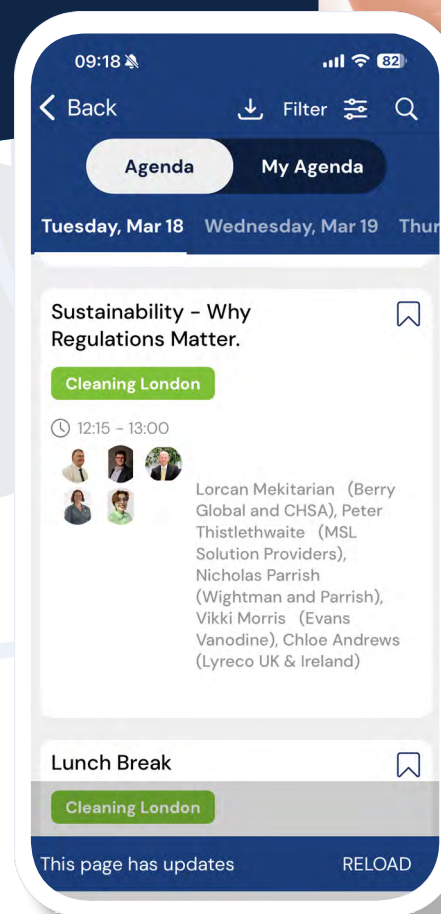 09:18
82
Back
Filter
Agenda
My Agenda
Tuesday, Mar 18
Wednesday, Mar 19
Thur
Sustainability - Why
Regulations Matter.
Cleaning London
12:15 - 13:00
Lorcan Mekitarian (Berry
Global and CHSA), Peter
Thistlethwaite (MSL
Solution Providers),
Nicholas Parrish
(Wightman and Parrish),
Vikki Morris (Evans
Vanodine), Chloe Andrews
(Lyreco UK & Ireland)
Lunch Break
Cleaning London
This page has updates
RELOAD